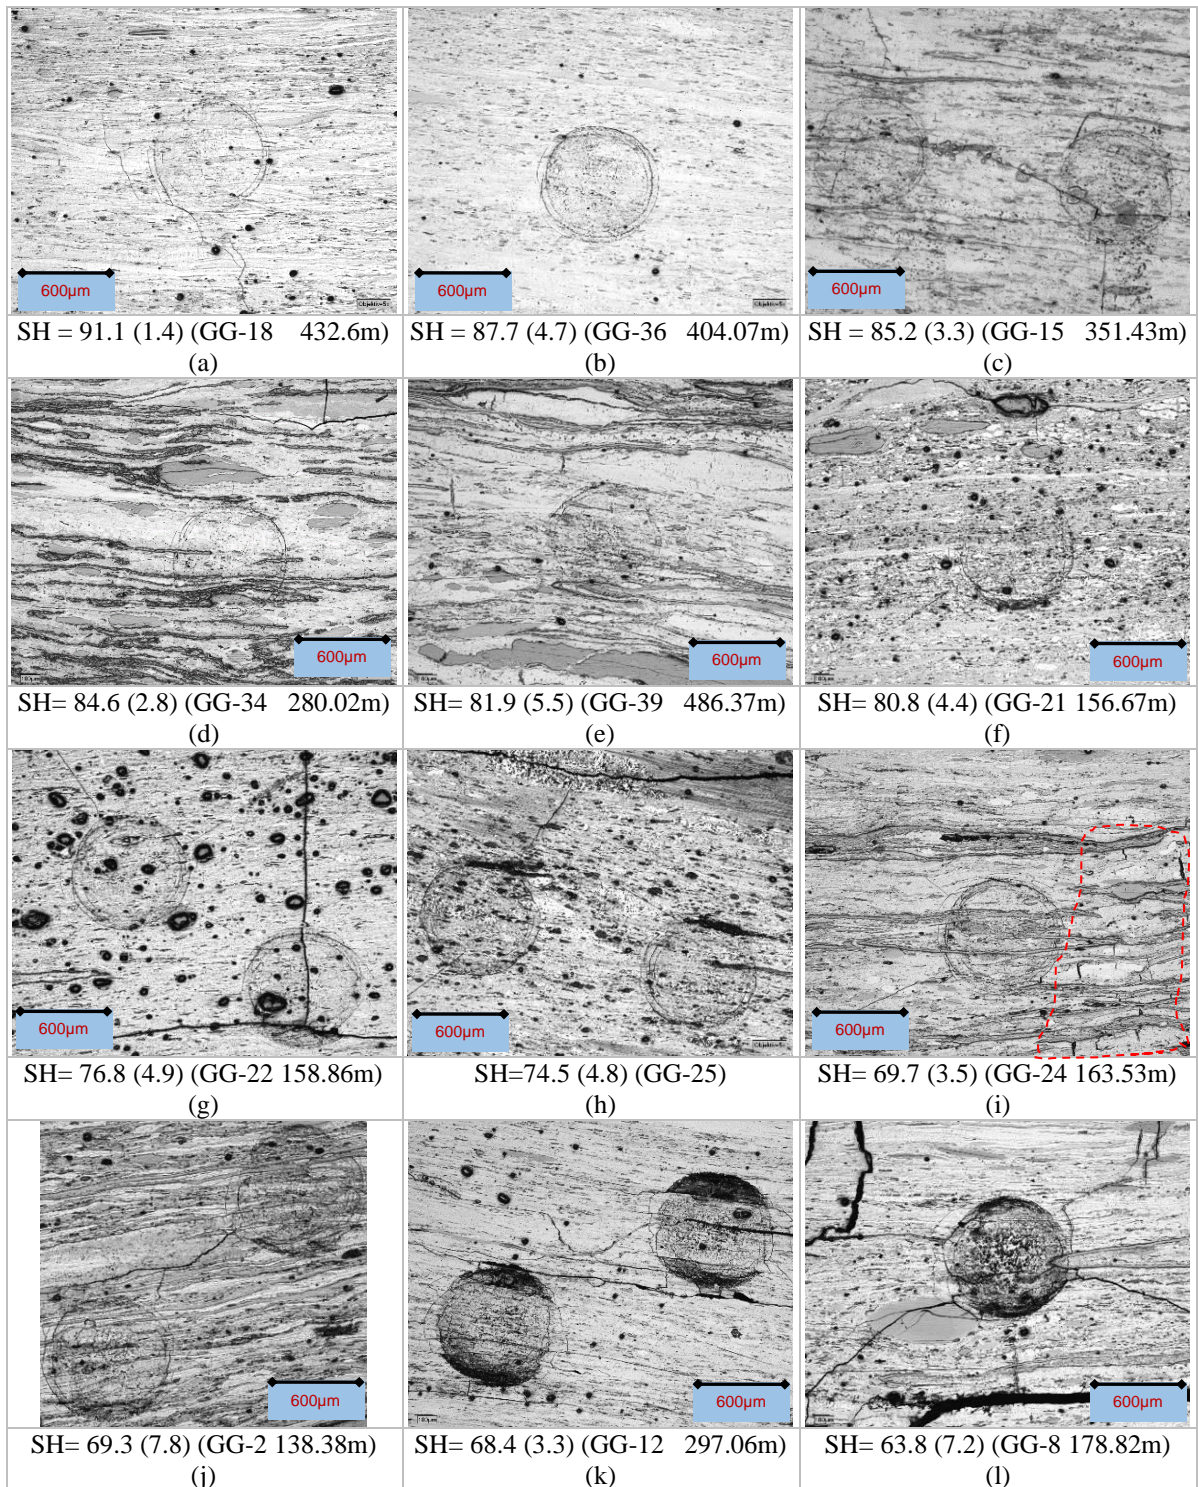 600µm
600µm
600µm
SH = 91.1 (1.4) (GG-18 432.6m)
(a)
SH = 87.7 (4.7) (GG-36 404.07m)
(b)
SH = 85.2 (3.3) (GG-15 351.43m)
(c)
600µm
600µm
600µm
SH= 84.6 (2.8) (GG-34 280.02m)
(d)
SH= 81.9 (5.5) (GG-39 486.37m)
(e)
SH= 80.8 (4.4) (GG-21 156.67m)
(f)
600µm
600µm
600µm
SH= 76.8 (4.9) (GG-22 158.86m)
(g)
SH=74.5 (4.8) (GG-25)
(h)
SH= 69.7 (3.5) (GG-24 163.53m)
(i)
600µm
600µm
600µm
SH= 69.3 (7.8) (GG-2 138.38m)
(j)
SH= 68.4 (3.3) (GG-12 297.06m)
(k)
SH= 63.8 (7.2) (GG-8 178.82m)
(l)